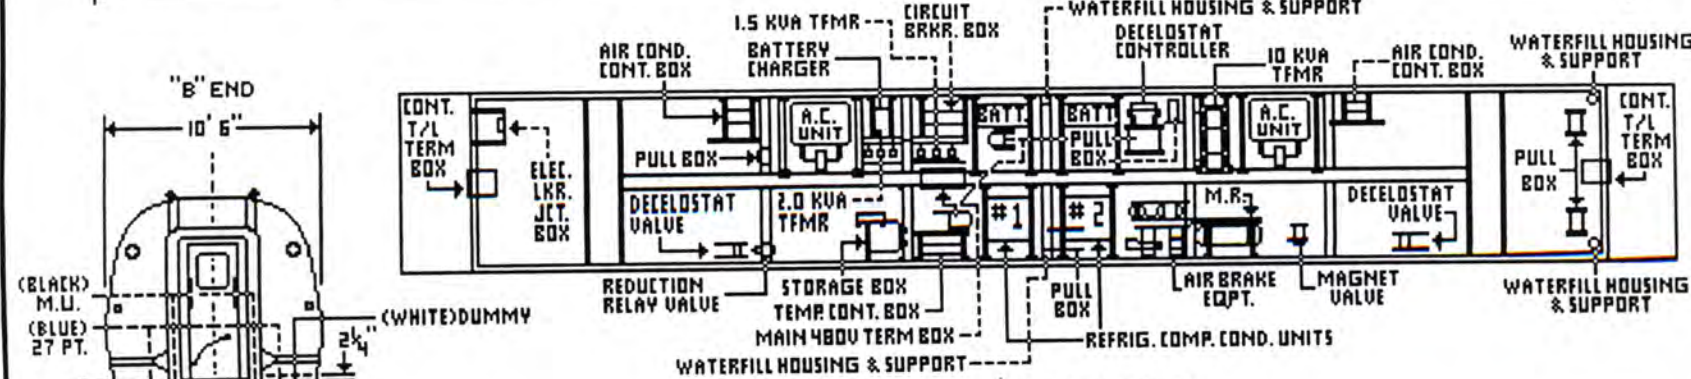 WATERFILL HOUSING & SUPPORT
1.5 KVA TFMR
CIRCUIT
BRKR. BOX
DECELOSTAT
CONTROLLER
WATERFILL HOUSING
& SUPPORT
AIR COND.
CONT. BOX
BATTERY
CHARGER
10 KVA
TFMR
AIR COND.
CONT. BOX
"B" END
10' 6"
CONT.
T/L
TERM
BOX
ELEC.
LKR.
JCT.
BOX
PULL BOX
A.C.
UNIT
BATT.
BATT.
PULL
BOX
A.C.
UNIT
PULL
BOX
CONT.
T/L
TERM
BOX
DECELOSTAT
VALVE
2.0 KVA
TFMR
#1
#2
M.R.
DECELOSTAT
VALVE
REDUCTION
RELAY VALVE
STORAGE BOX
TEMP. CONT. BOX
MAIN 480V TERM BOX
WATERFILL HOUSING & SUPPORT
PULL
BOX
AIR BRAKE
EQPT.
MAGNET
VALVE
REFRIG. COMP. COND. UNITS
WATERFILL HOUSING
& SUPPORT
(BLACK)
M.U.
(BLUE)
27 PT.
(WHITE)DUMMY
2¼"